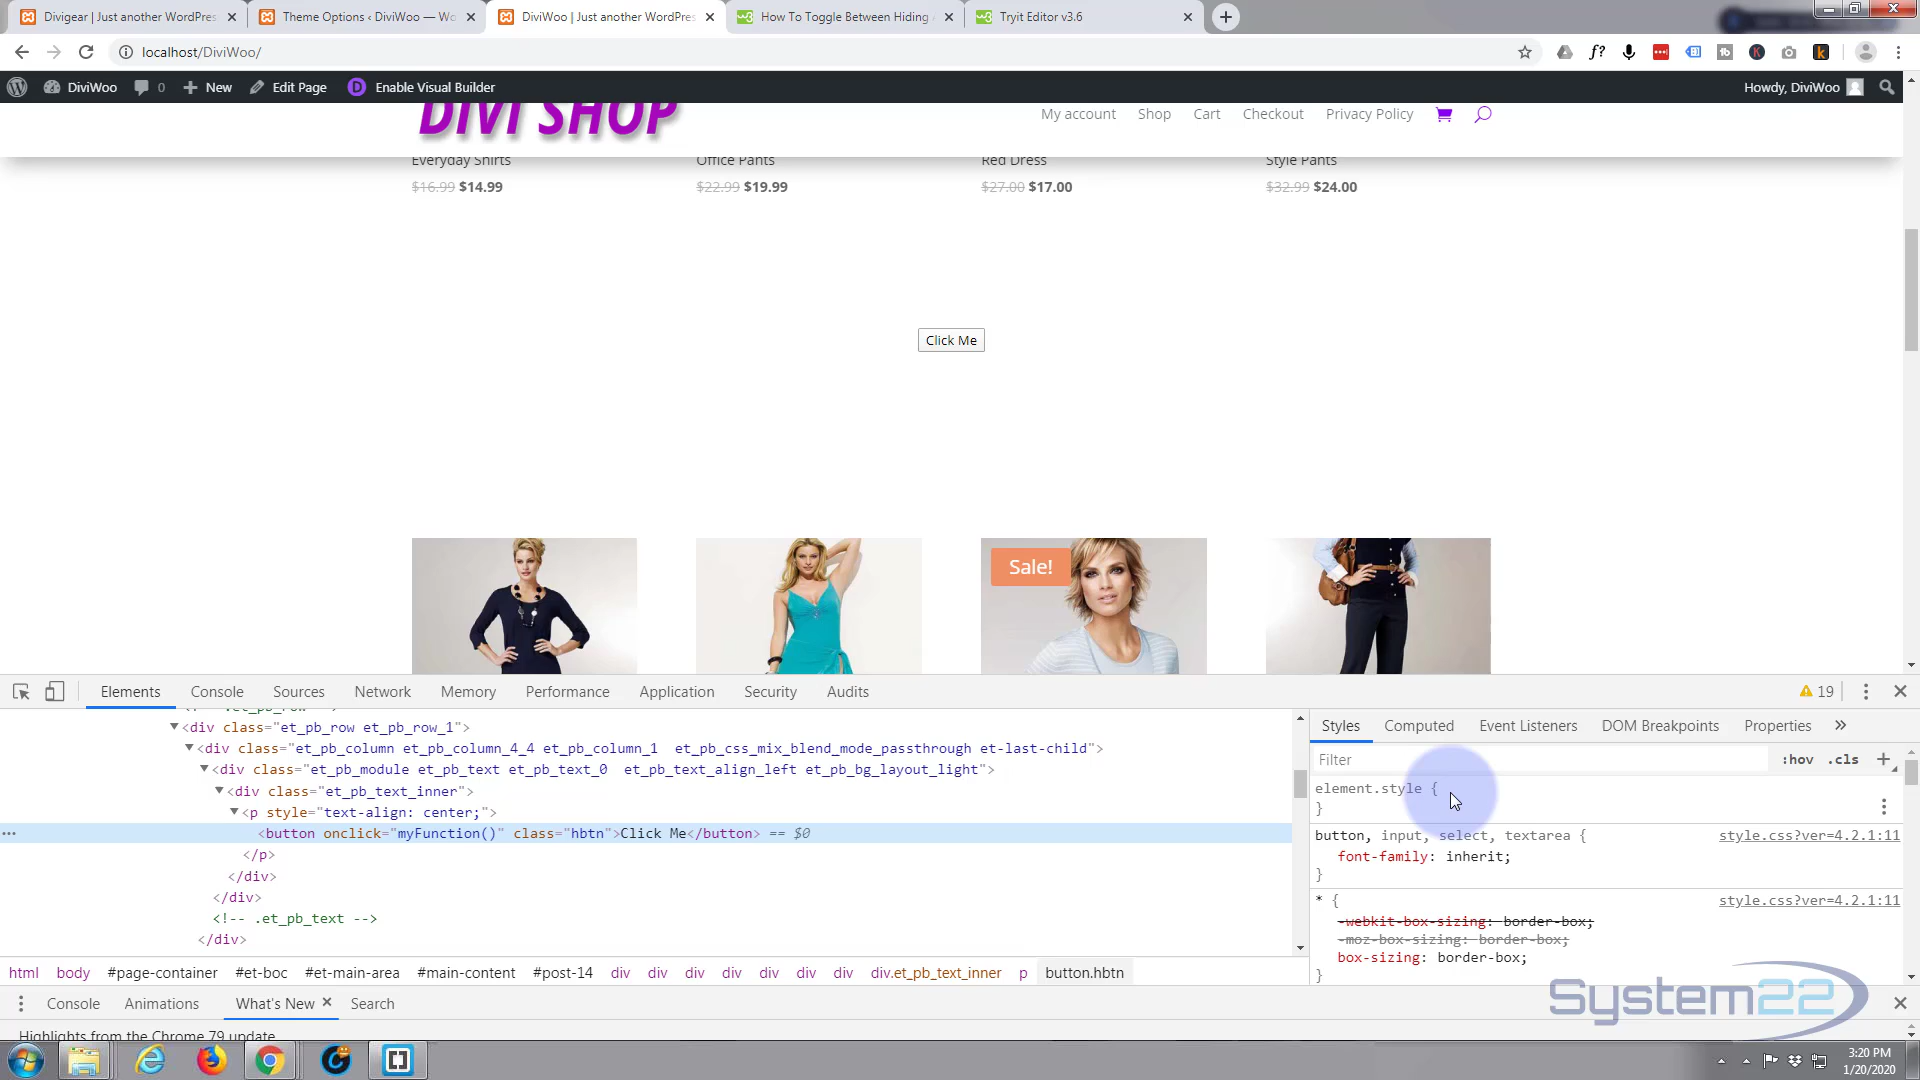 Divigear | Just another WordPres
Theme Options ‹ DiviWoo — Wo
DiviWoo | Just another WordPres
How To Toggle Between Hiding
Tryit Editor v3.6
localhost/DiviWoo/
DiviWoo
0
New
Edit Page
Enable Visual Builder
Howdy, DiviWoo
DIVI SHOP
My account
Shop
Cart
Checkout
Privacy Policy
Everyday Shirts
Office Pants
Red Dress
Style Pants
$16.99 $14.99
$22.99 $19.99
$27.00 $17.00
$32.99 $24.00
Click Me
Sale!
Elements
Console
Sources
Network
Memory
Performance
Application
Security
Audits
19
<div class="et_pb_row et_pb_row_1">
<div class="et_pb_column et_pb_column_4_4 et_pb_column_1  et_pb_css_mix_blend_mode_passthrough et-last-child">
<div class="et_pb_module et_pb_text et_pb_text_0  et_pb_text_align_left et_pb_bg_layout_light">
<div class="et_pb_text_inner">
<p style="text-align: center;">
<button onclick="myFunction()" class="hbtn">Click Me</button> == $0
</p>
</div>
</div>
<!-- .et_pb_text -->
</div>
html
body
#page-container
#et-boc
#et-main-area
#main-content
#post-14
div
div
div
div
div
div
div
div.et_pb_text_inner
p
button.hbtn
Styles
Computed
Event Listeners
DOM Breakpoints
Properties
Filter
:hov
.cls
element.style {
}
button, input, select, textarea {
style.css?ver=4.2.1:11
font-family: inherit;
}
* {
style.css?ver=4.2.1:11
-webkit-box-sizing: border-box;
-moz-box-sizing: border-box;
box-sizing: border-box;
}
Console
Animations
What's New
Search
Highlights from the Chrome 79 update
System22
3:20 PM
1/20/2020